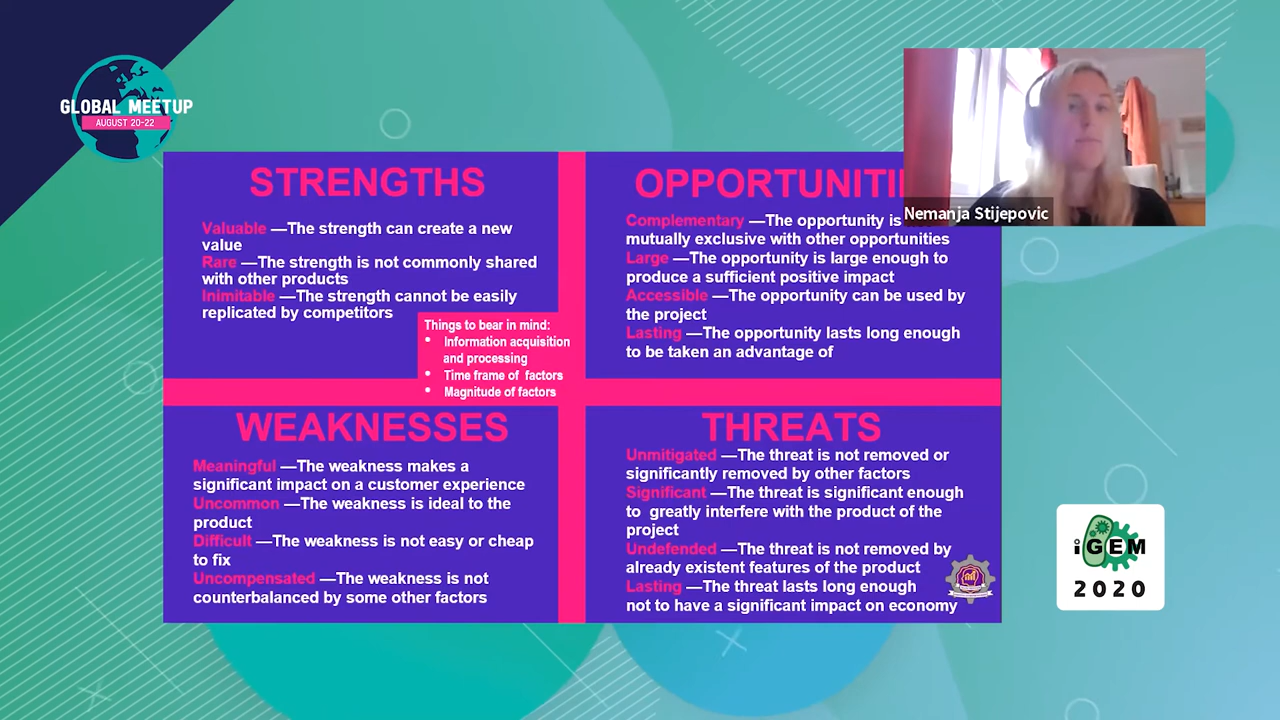 GLOBAL MEETUP
AUGUST 20-22
STRENGTHS
Valuable —The strength can create a new
value
Rare —The strength is not commonly shared
with other products
Inimitable —The strength cannot be easily
replicated by competitors
OPPORTUNITI
Complementary —The opportunity is
mutually exclusive with other opportunities
Large —The opportunity is large enough to
produce a sufficient positive impact
Accessible —The opportunity can be used by
the project
Lasting —The opportunity lasts long enough
to be taken an advantage of
Nemanja Stijepovic
Things to bear in mind:
• Information acquisition
and processing
• Time frame of factors
• Magnitude of factors
WEAKNESSES
Meaningful —The weakness makes a
significant impact on a customer experience
Uncommon —The weakness is ideal to the
product
Difficult —The weakness is not easy or cheap
to fix
Uncompensated —The weakness is not
counterbalanced by some other factors
THREATS
Unmitigated —The threat is not removed or
significantly removed by other factors
Significant —The threat is significant enough
to greatly interfere with the product of the
project
Undefended —The threat is not removed by
already existent features of the product
Lasting —The threat lasts long enough
not to have a significant impact on economy
iGEM
2020